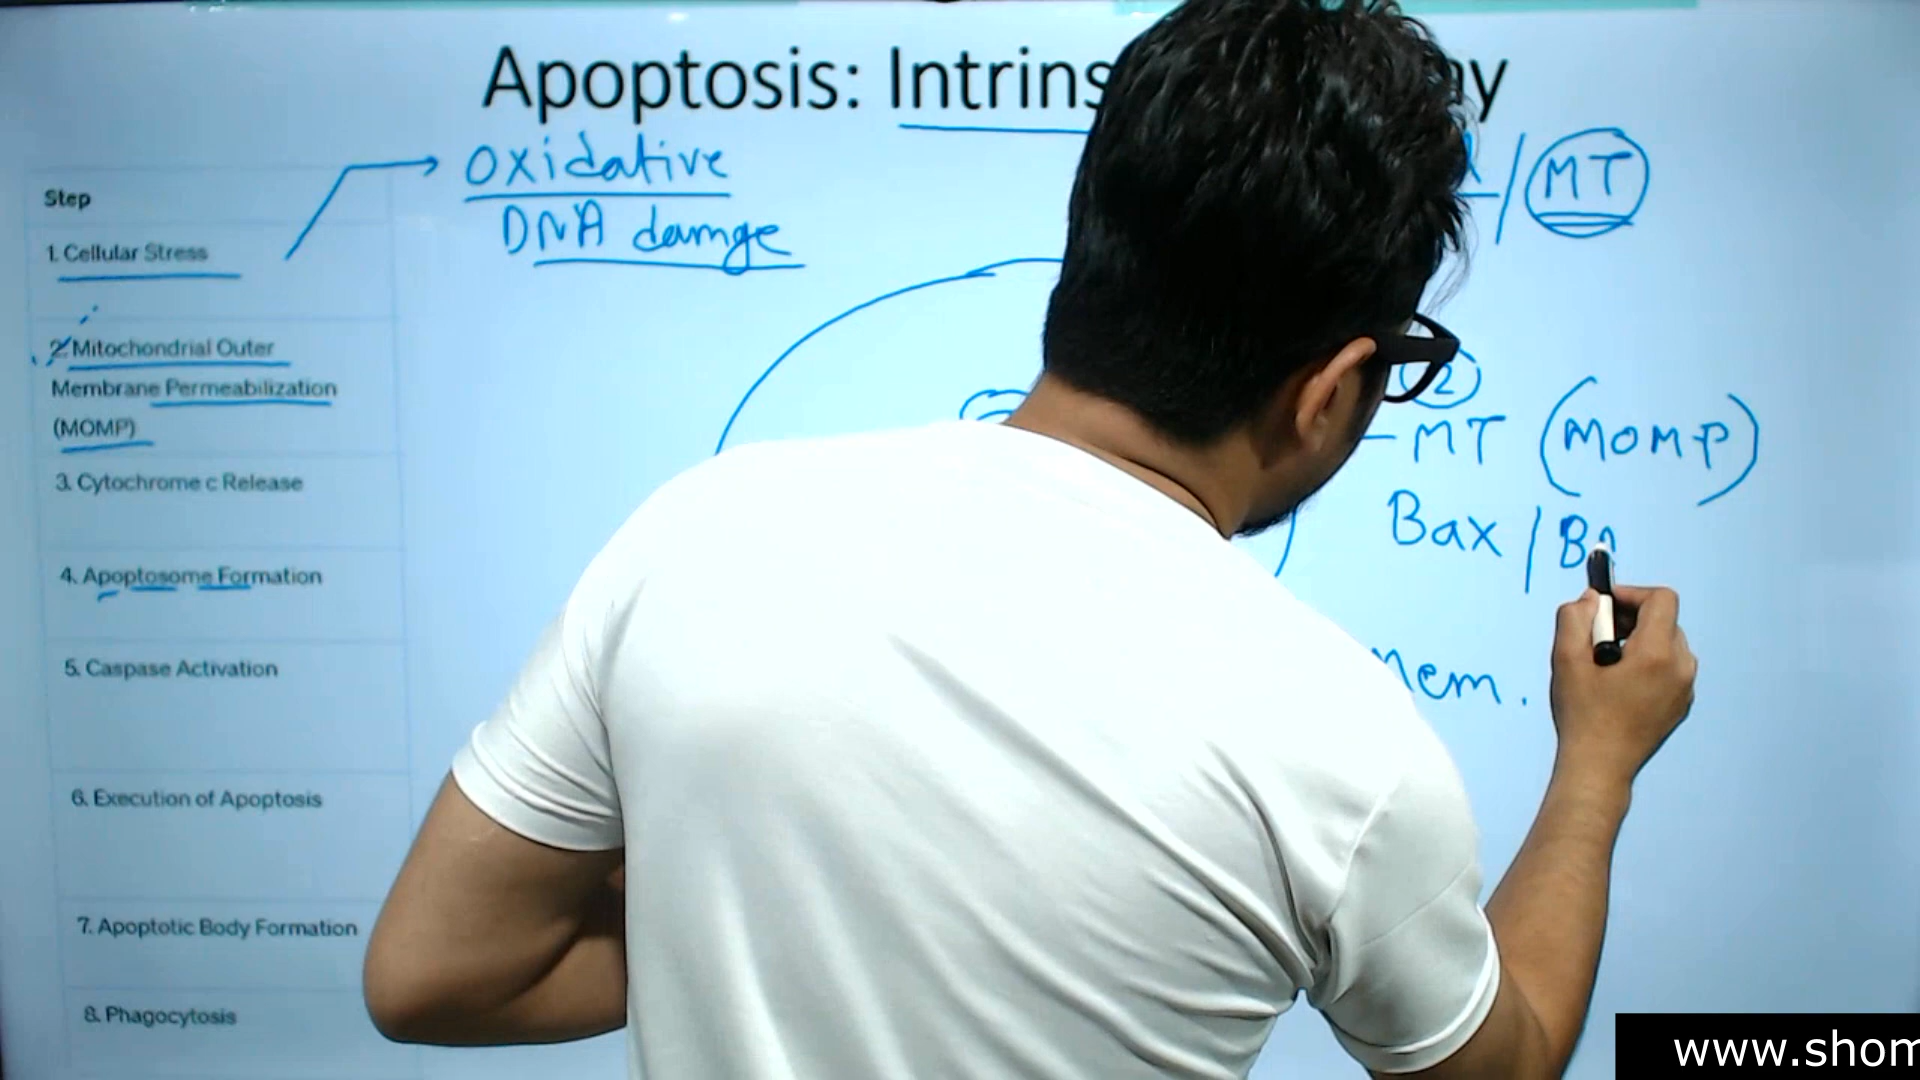 Apoptosis: Intrins
oxidative
DNA damge
/ MT
Step
1. Cellular Stress
2. Mitochondrial Outer
Membrane Permeabilization
(MOMP)
3. Cytochrome c Release
4. Apoptosome Formation
5. Caspase Activation
6. Execution of Apoptosis
7. Apoptotic Body Formation
8. Phagocytosis
2
-MT (MOMP)
Bax / Ba
mem.
www.shom